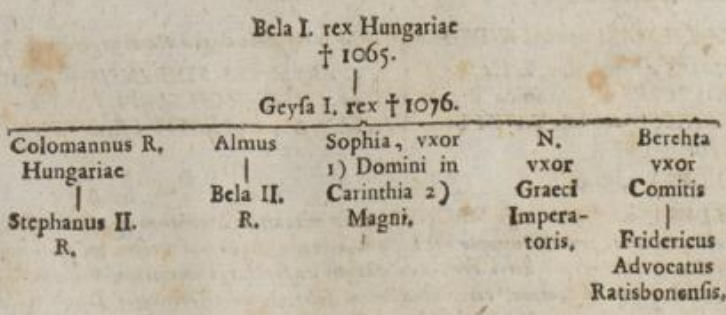 Bela I. rex Hungariae
† 1065.
Geyſa I. rex † 1076.
Colomannus R.
Hungariae
Stephanus II.
R.
Almus
Bela II.
R.
Sophia, vxor
1) Domini in
Carinthia 2)
Magni.
N.
vxor
Graeci
Impera-
toris.
Berehta
vxor
Comitis
Fridericus
Advocatus
Ratisbonenſis.